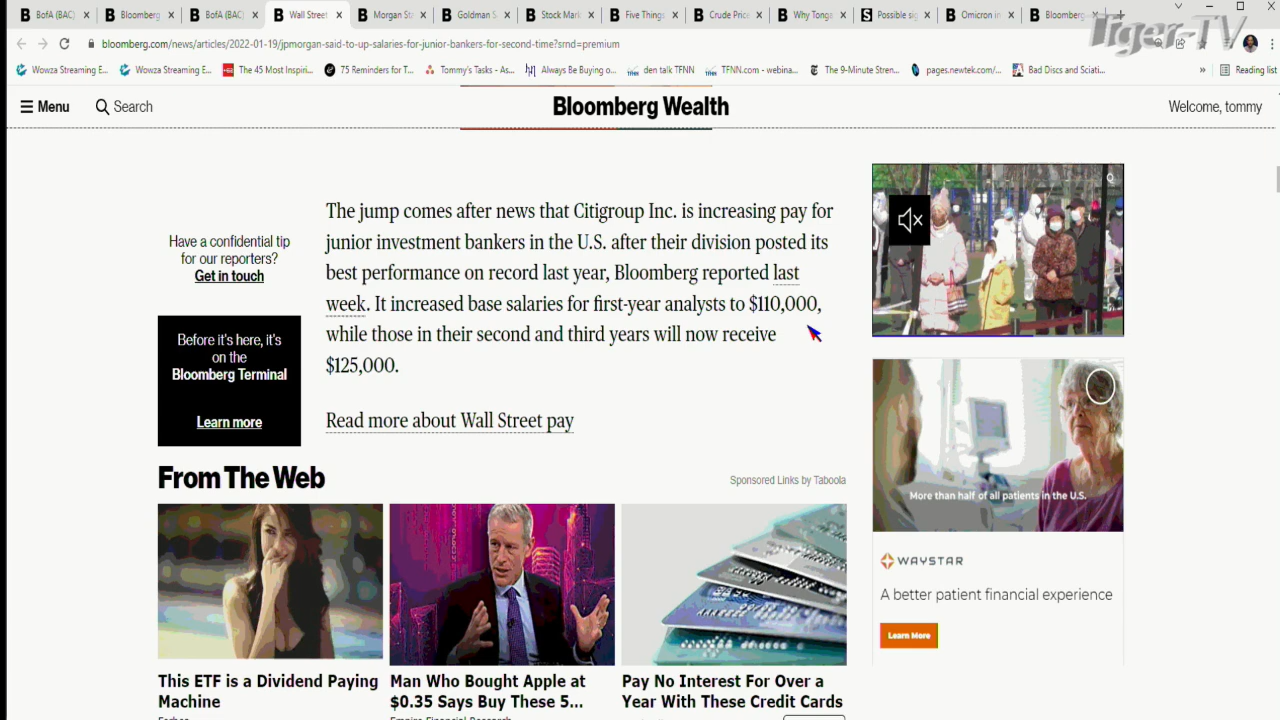 BofA (BAC)
Bloomberg
BofA (BAC)
Wall Street
Morgan Sta
Goldman S
Stock Mark
Five Things
Crude Price
Why Tonga
Possible sig
Omicron in
Bloomberg
Tiger-TV
bloomberg.com/news/articles/2022-01-19/jpmorgan-said-to-up-salaries-for-junior-bankers-for-second-time?srnd=premium
Wowza Streaming E...
Wowza Streaming E...
The 45 Most Inspiri...
75 Reminders for T...
Tommy's Tasks - As...
Always Be Buying o...
den talk TFNN
TFNN.com - webina...
The 9-Minute Stren...
pages.newtek.com/...
Bad Discs and Sciati...
»
Reading list
Menu
Search
Bloomberg Wealth
Welcome, tommy
Have a confidential tip
for our reporters?
Get in touch
Before it's here, it's
on the
Bloomberg Terminal
Learn more
The jump comes after news that Citigroup Inc. is increasing pay for
junior investment bankers in the U.S. after their division posted its
best performance on record last year, Bloomberg reported last
week. It increased base salaries for first-year analysts to $110,000,
while those in their second and third years will now receive
$125,000.
Read more about Wall Street pay
From The Web
Sponsored Links by Taboola
This ETF is a Dividend Paying
Machine
Forbes
Man Who Bought Apple at
$0.35 Says Buy These 5...
Empire Financial Research
Pay No Interest For Over a
Year With These Credit Cards
More than half of all patients in the U.S.
WAYSTAR
A better patient financial experience
Learn More